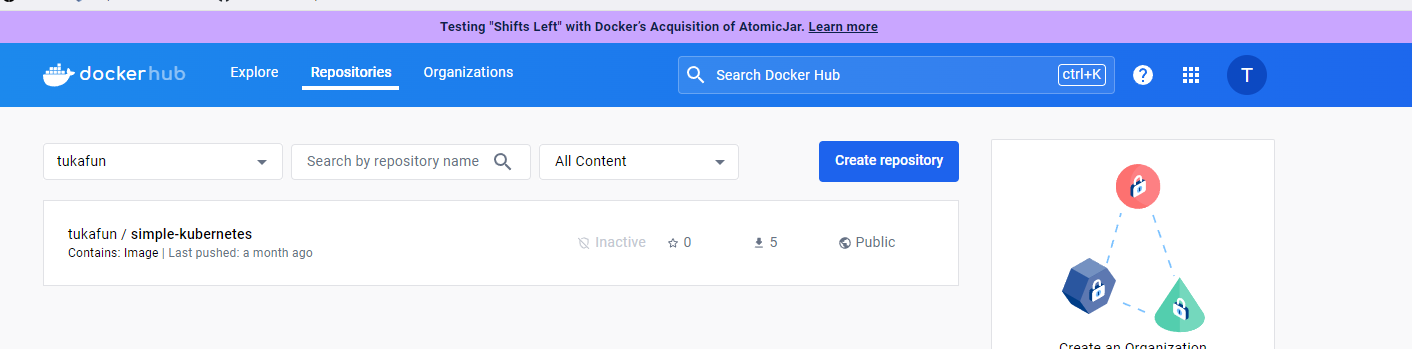 Testing "Shifts Left" with Docker's Acquisition of AtomicJar. Learn more
dockerhub Explore Repositories Organizations Search Docker Hub ctrl+K ? T
tukafun Search by repository name All Content Create repository
tukafun / simple-kubernetes
Inactive 0 5 Public
Contains: Image | Last pushed: a month ago
Create an Organization